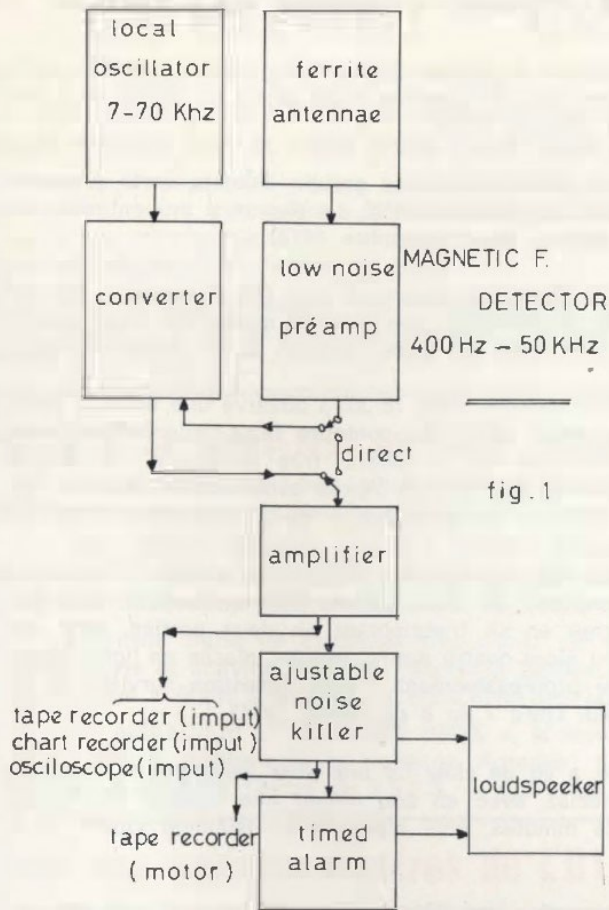 local
oscillator
7-70 Khz
ferrite
antennae
converter
low noise
préamp
MAGNETIC F.
DETECTOR
400 Hz – 50 KHz
direct
fig. 1
amplifier
tape recorder (imput)
chart recorder (imput)
osciloscope (imput)
ajustable
noise
killer
loudspeeker
tape recorder
(motor)
timed
alarm